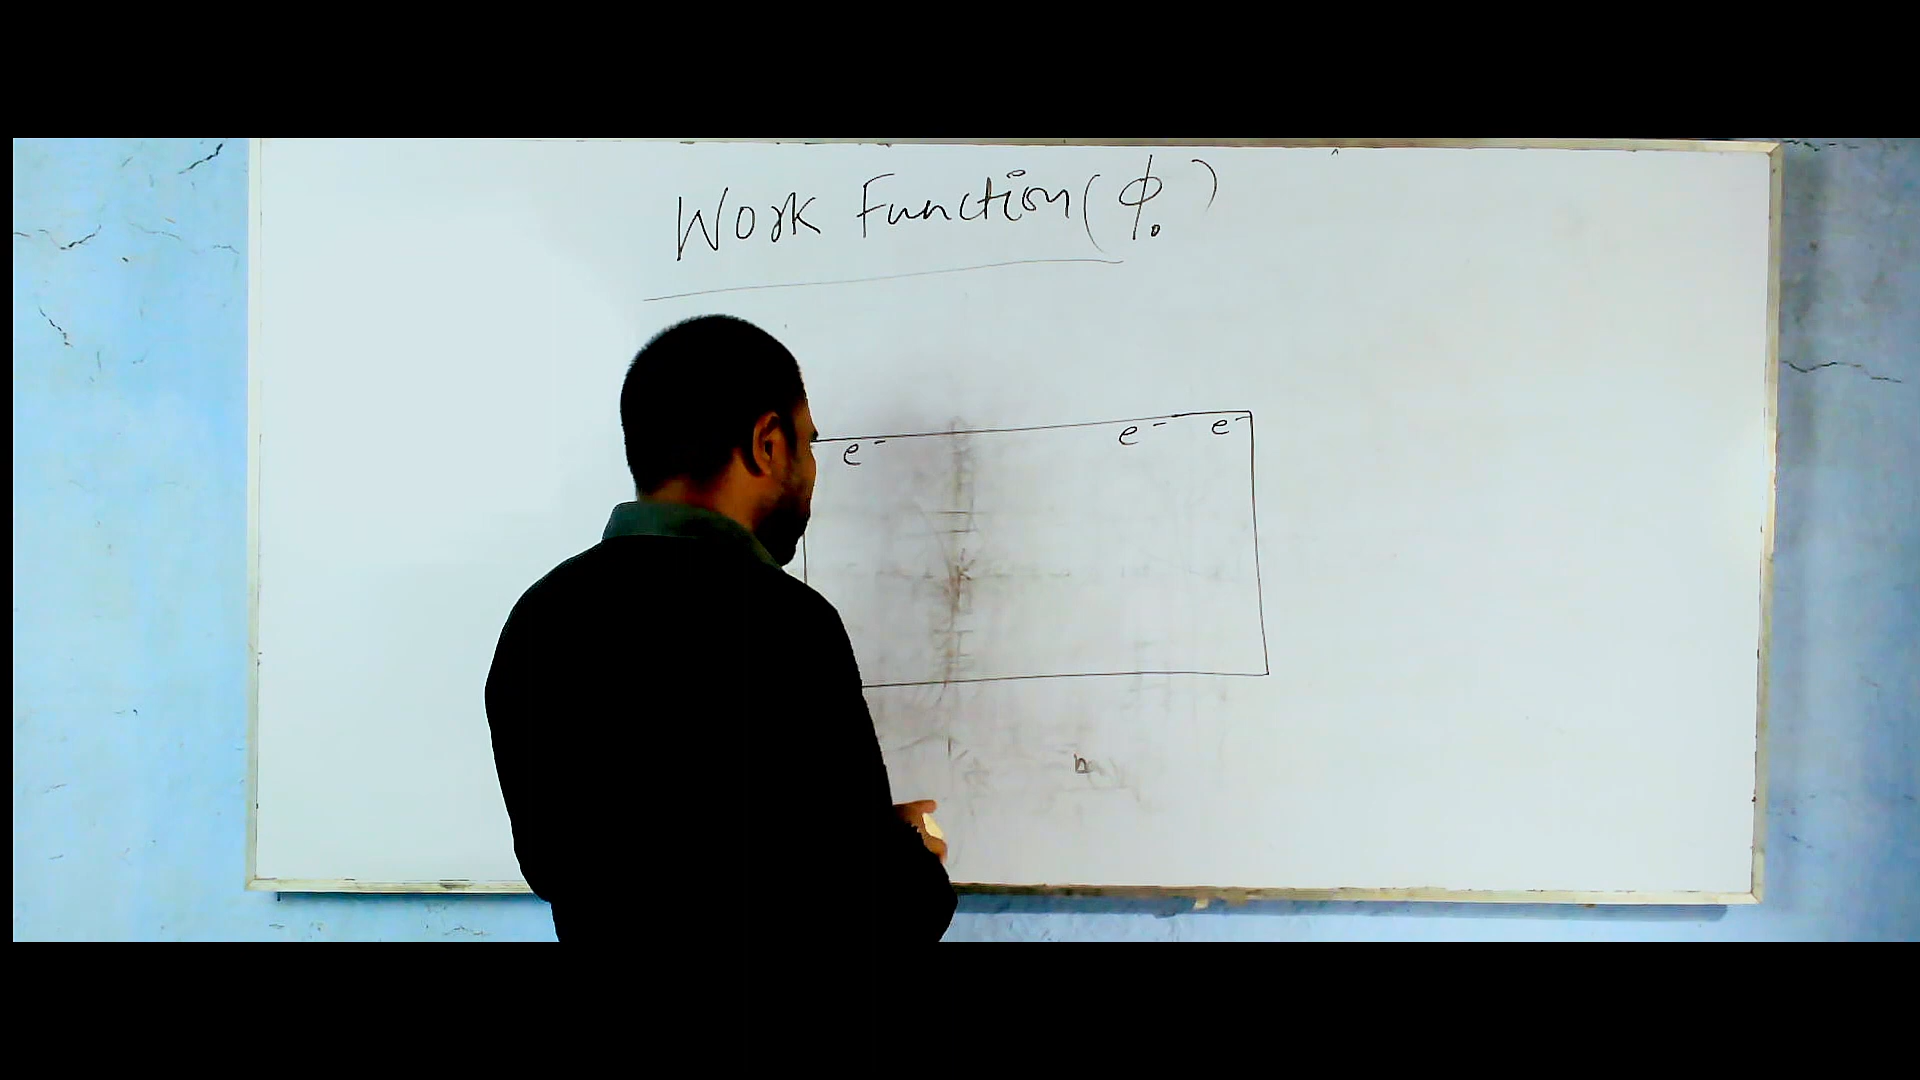 Work Function (ϕ₀)
e⁻ e⁻ e⁻